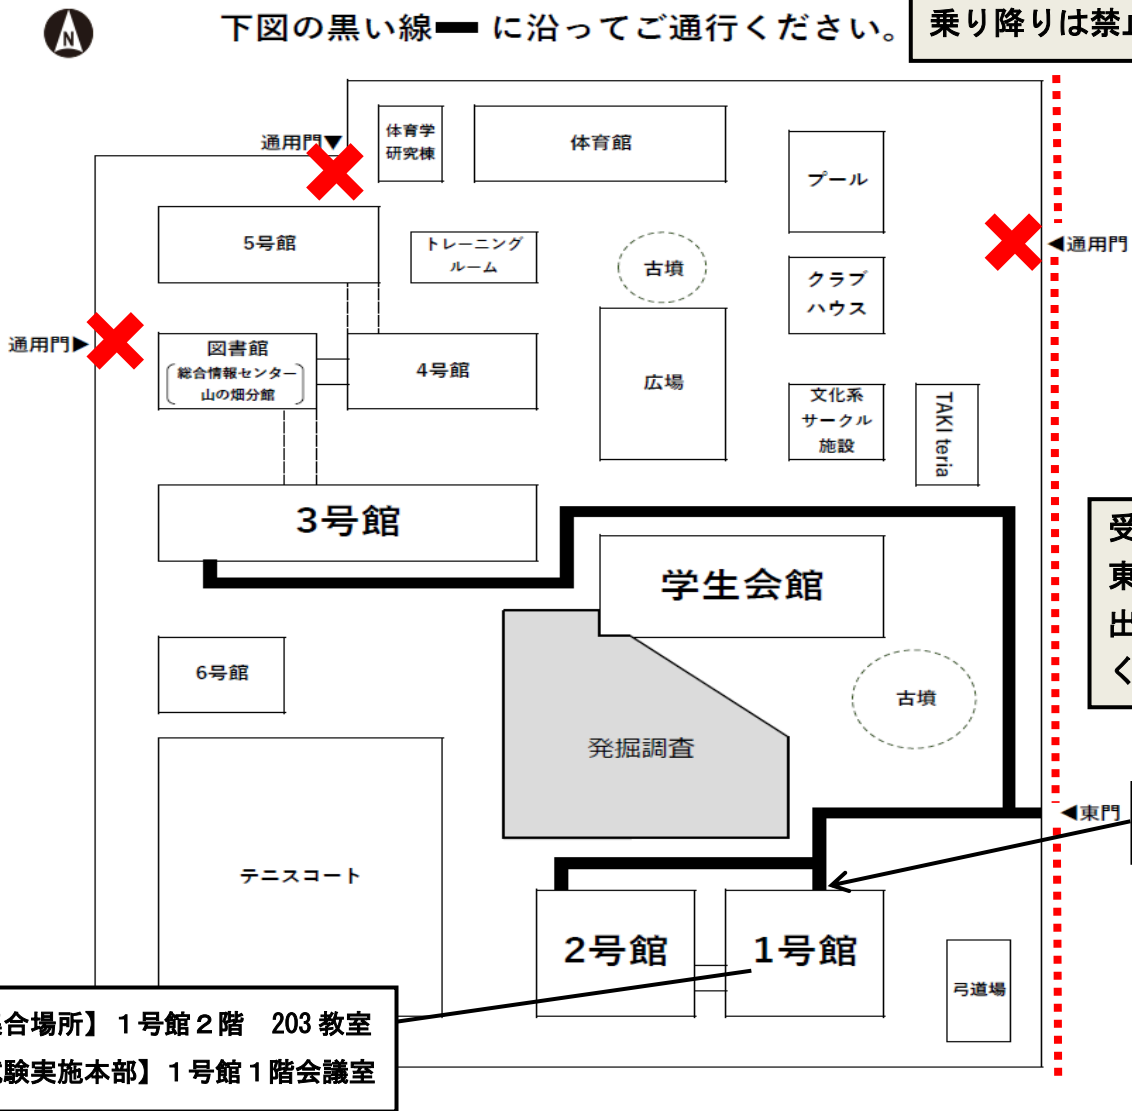 N
下図の黒い線 に沿ってご通行ください。
乗り降りは禁止
通用門▼
体育学
研究棟
体育館
プール
5号館
トレーニング
ルーム
古墳
◀通用門
クラブ
ハウス
通用門▶
図書館
総合情報センター
山の畑分館
4号館
広場
文化系
サークル
施設
TAKI teria
3号館
受
東
出
く
学生会館
6号館
古墳
発掘調査
◀東門
テニスコート
2号館
1号館
弓道場
合場所】１号館２階 203教室
験実施本部】１号館１階会議室